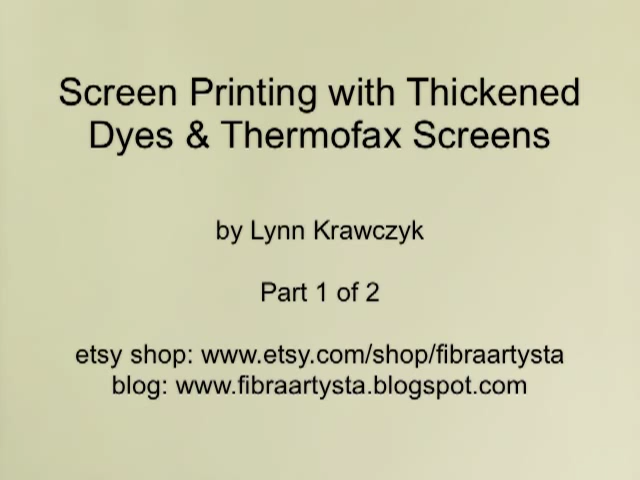 Screen Printing with Thickened
Dyes & Thermofax Screens
by Lynn Krawczyk
Part 1 of 2
etsy shop: www.etsy.com/shop/fibraartysta
blog: www.fibraartysta.blogspot.com